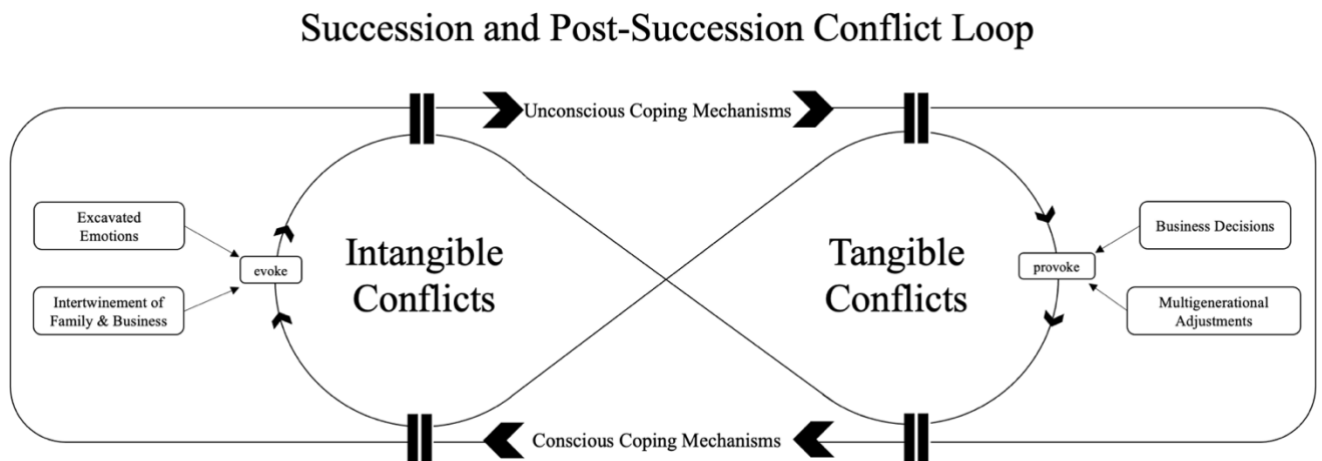 Succession and Post-Succession Conflict Loop
Unconscious Coping Mechanisms
Excavated
Emotions
evoke
Intertwinement of
Family & Business
Intangible
Conflicts
Tangible
Conflicts
provoke
Business Decisions
Multigenerational
Adjustments
Conscious Coping Mechanisms